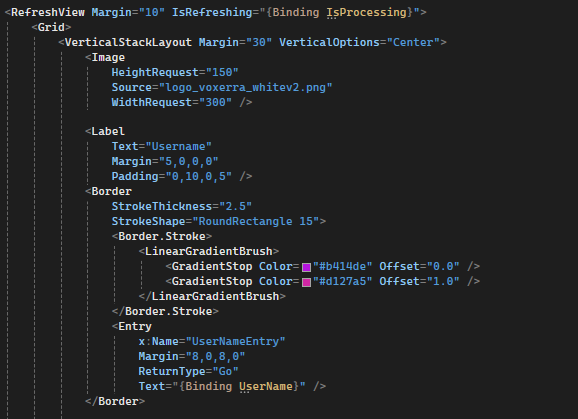 <RefreshView Margin="10" IsRefreshing="{Binding IsProcessing}">
<Grid>
<VerticalStackLayout Margin="30" VerticalOptions="Center">
<Image
HeightRequest="150"
Source="logo_voxerra_whitev2.png"
WidthRequest="300" />
<Label
Text="Username"
Margin="5,0,0,0"
Padding="0,10,0,5" />
<Border
StrokeThickness="2.5"
StrokeShape="RoundRectangle 15">
<Border.Stroke>
<LinearGradientBrush>
<GradientStop Color="#b414de" Offset="0.0" />
<GradientStop Color="#d127a5" Offset="1.0" />
</LinearGradientBrush>
</Border.Stroke>
<Entry
x:Name="UserNameEntry"
Margin="8,0,8,0"
ReturnType="Go"
Text="{Binding UserName}" />
</Border>